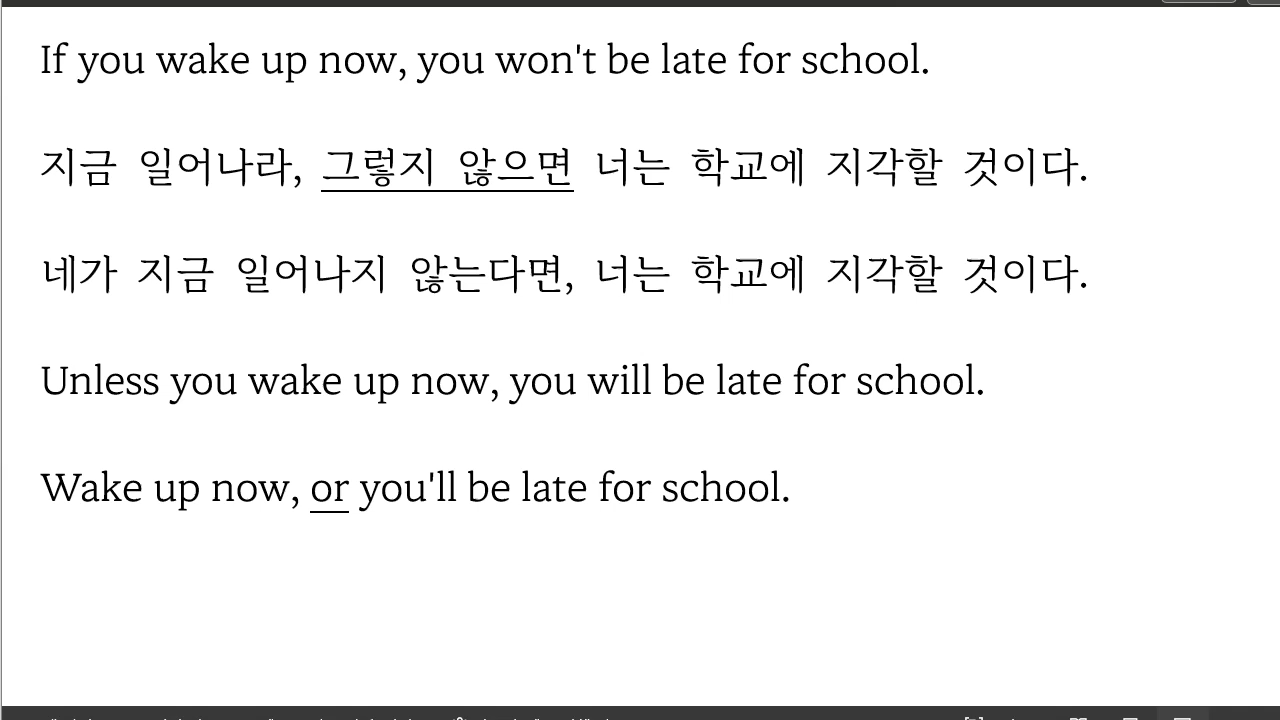 If you wake up now, you won't be late for school.
지금 일어나라, 그렇지 않으면 너는 학교에 지각할 것이다.
네가 지금 일어나지 않는다면, 너는 학교에 지각할 것이다.
Unless you wake up now, you will be late for school.
Wake up now, or you'll be late for school.